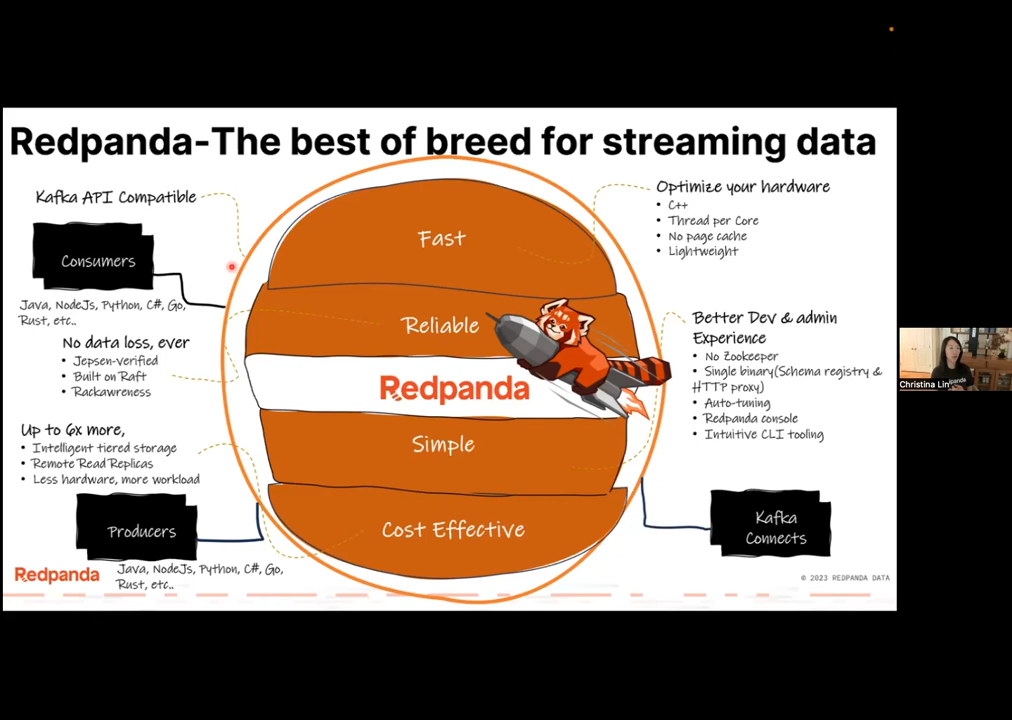 Redpanda-The best of breed for streaming data
Kafka API Compatible
Consumers
Java, NodeJs, Python, C#, Go,
Rust, etc..
No data loss, ever
• Jepsen-verified
• Built on Raft
• Rackawreness
Up to 6x more,
• Intelligent tiered storage
• Remote Read Replicas
• Less hardware, more workload
Producers
Java, NodeJs, Python, C#, Go,
Rust, etc..
Redpanda
Fast
Reliable
Redpanda
Simple
Cost Effective
Optimize your hardware
• C++
• Thread per Core
• No page cache
• Lightweight
Better Dev & admin
Experience
• No Zookeeper
• Single binary(Schema registry &
HTTP proxy)
• Auto-tuning
• Redpanda console
• Intuitive CLI tooling
Kafka
Connects
© 2023 REDPANDA DATA
Christina Lin
panda